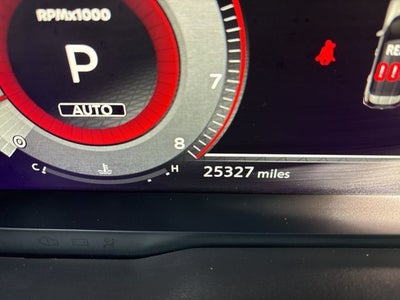 RPMx1000
P
AUTO
7
8
C H
25327 miles